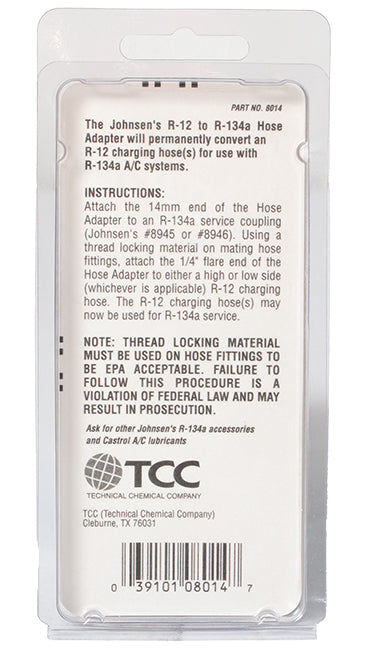 PART NO. 8014
The Johnsen's R-12 to R-134a Hose
Adapter will permanently convert an
R-12 charging hose(s) for use with
R-134a A/C systems.
INSTRUCTIONS:
Attach the 14mm end of the Hose
Adapter to an R-134a service coupling
(Johnsen's #8945 or #8946). Using a
thread locking material on mating hose
fittings, attach the 1/4" flare end of the
Hose Adapter to either a high or low side
(whichever is applicable) R-12 charging
hose. The R-12 charging hose(s) may
now be used for R-134a service.
NOTE: THREAD LOCKING MATERIAL
MUST BE USED ON HOSE FITTINGS TO
BE EPA ACCEPTABLE. FAILURE TO
FOLLOW THIS PROCEDURE IS A
VIOLATION OF FEDERAL LAW AND MAY
RESULT IN PROSECUTION.
Ask for other Johnsen's R-134a accessories
and Castrol A/C lubricants
TCC
TECHNICAL CHEMICAL COMPANY
TCC (Technical Chemical Company)
Cleburne, TX 76031
0 39101 08014 7